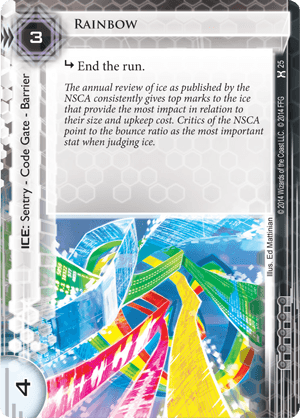 3
RAINBOW
↳ End the run.
The annual review of ice as published by the
NSCA consistently gives top marks to the ice
that provide the most impact in relation to
their size and upkeep cost. Critics of the NSCA
point to the bounce ratio as the most important
stat when judging ice.
ICE: Sentry - Code Gate - Barrier
25
© 2014 Wizards of the Coast LLC. © 2014 FFG
Illus. Ed Mattinian
4